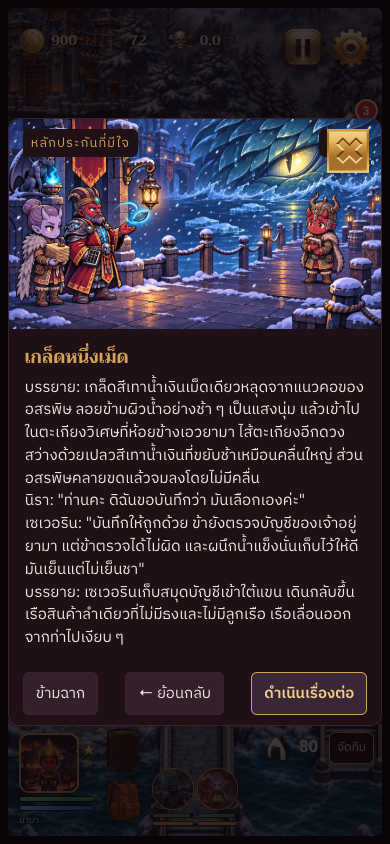 900
72
0.0
3
หลักประกันที่มีใจ
เกล็ดหนึ่งเม็ด
บรรยาย: เกล็ดสีเทาน้ำเงินเม็ดเดียวหลุดจากแนวคอของ
อสรพิษ ลอยข้ามผิวน้ำอย่างช้า ๆ เป็นแสงนุ่ม แล้วเข้าไป
ในตะเกียงวิเศษที่ห้อยข้างเอวยามา ไส้ตะเกียงอีกดวง
สว่างด้วยเปลวสีเทาน้ำเงินที่ขยับช้าเหมือนคลื่นใหญ่ ส่วน
อสรพิษคลายขดแล้วจมลงโดยไม่มีคลื่น
นิรา: "ท่านคะ ดิฉันขอบันทึกว่า มันเลือกเองค่ะ"
เซเวอริน: "บันทึกให้ถูกด้วย ข้ายังตรวจบัญชีของเจ้าอยู่
ยามา แต่ข้าตรวจได้ไม่ผิด และผนึกน้ำแข็งนั่นเก็บไว้ให้ดี
มันเย็นแต่ไม่เย็นชา"
บรรยาย: เซเวอรินเก็บสมุดบัญชีเข้าใต้แขน เดินกลับขึ้น
เรือสินค้าลำเดียวที่ไม่มีธงและไม่มีลูกเรือ เรือเลื่อนออก
จากท่าไปเงียบ ๆ
ข้ามฉาก
← ย้อนกลับ
ดำเนินเรื่องต่อ
80
จัดทีม
ยามา